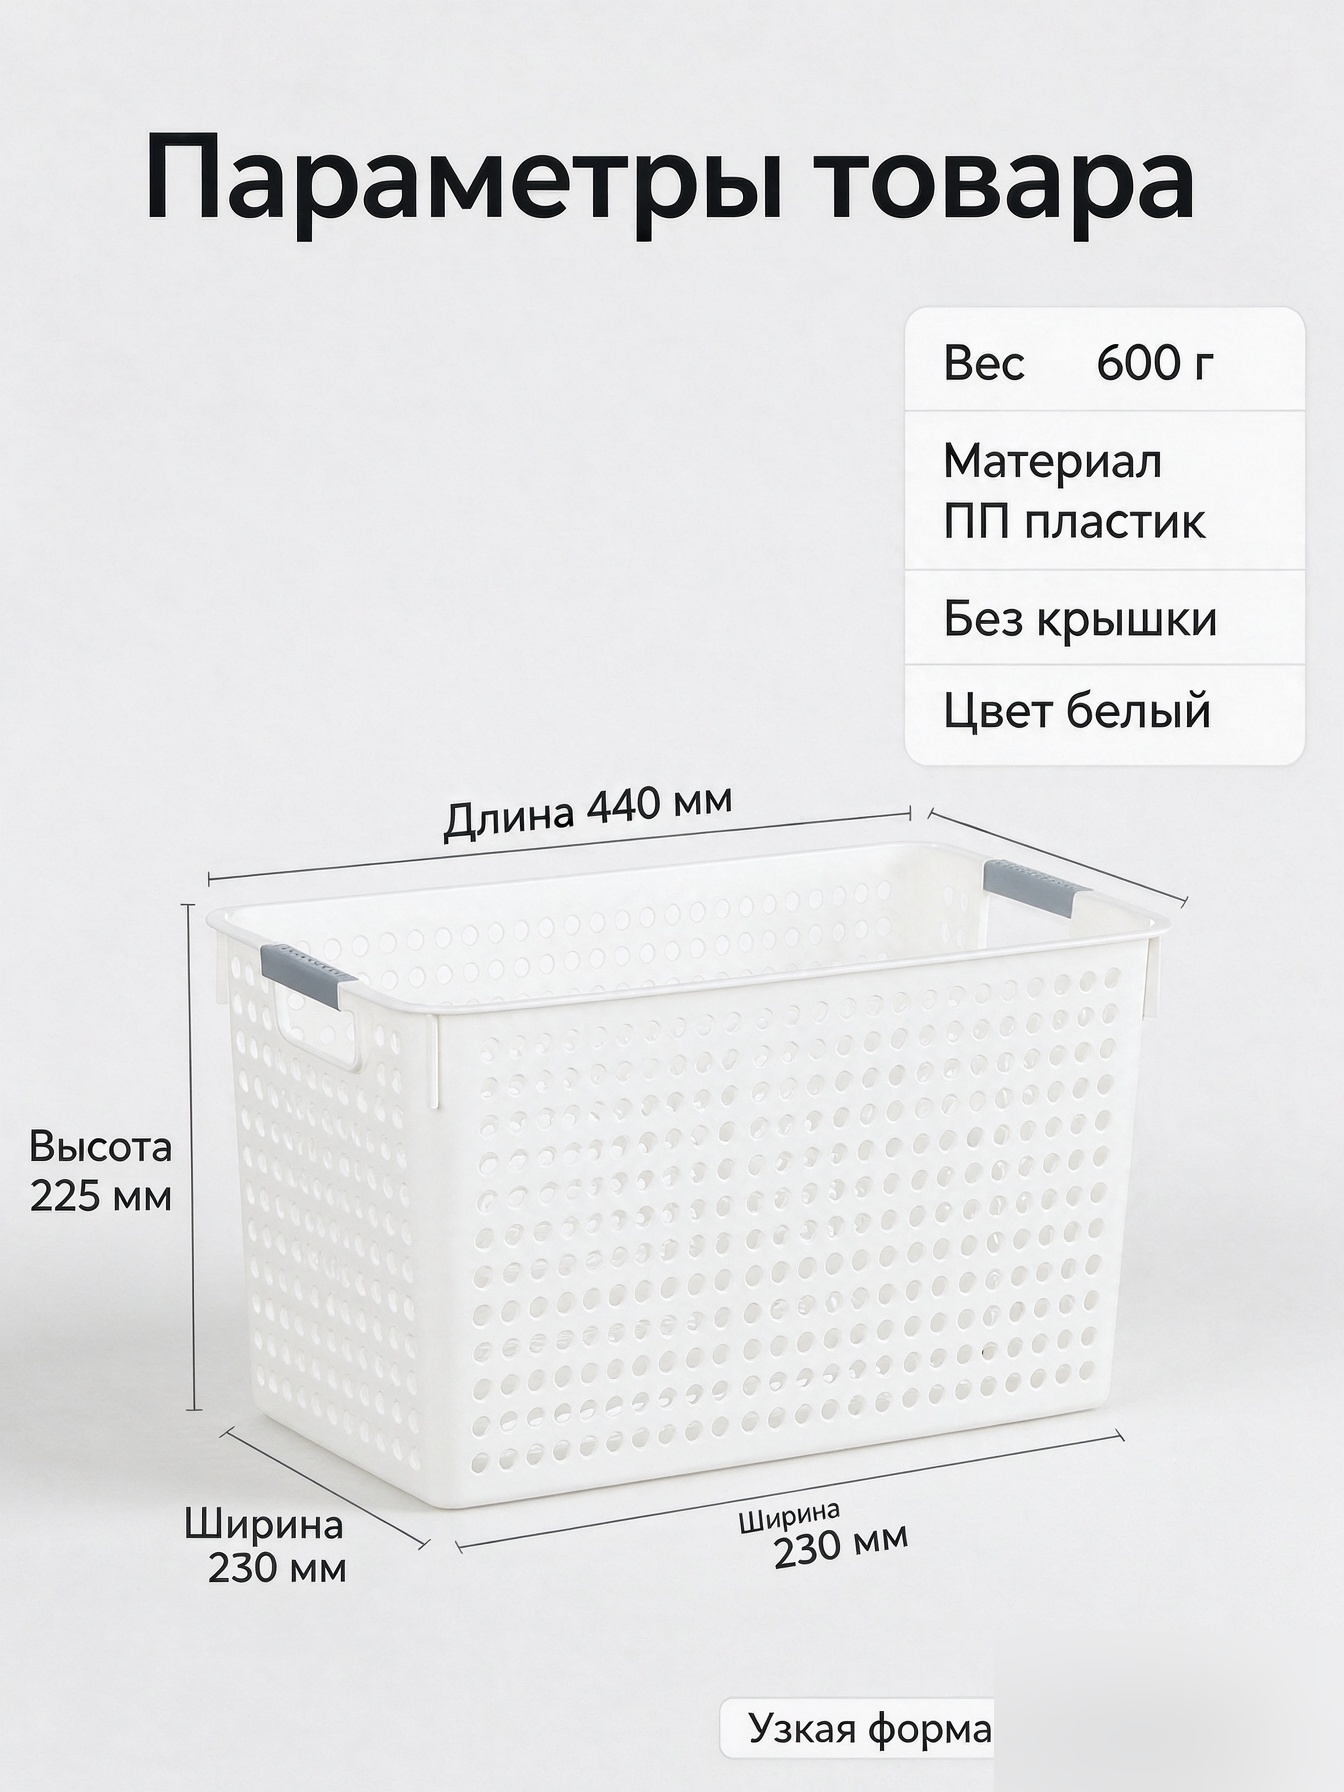 Параметры товара
Вес 600 г
Материал
ПП пластик
Без крышки
Цвет белый
Длина 440 мм
Высота
225 мм
Ширина
230 мм
Ширина
230 мм
Узкая форма